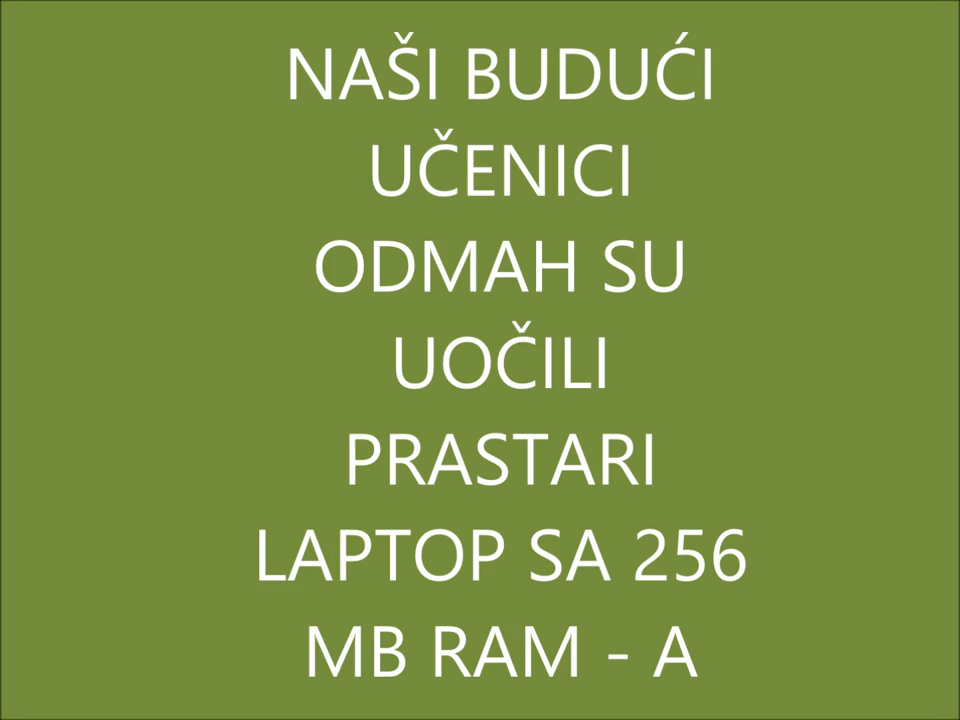 NAŠI BUDUĆI
UČENICI
ODMAH SU
UOČILI
PRASTARI
LAPTOP SA 256
MB RAM - A